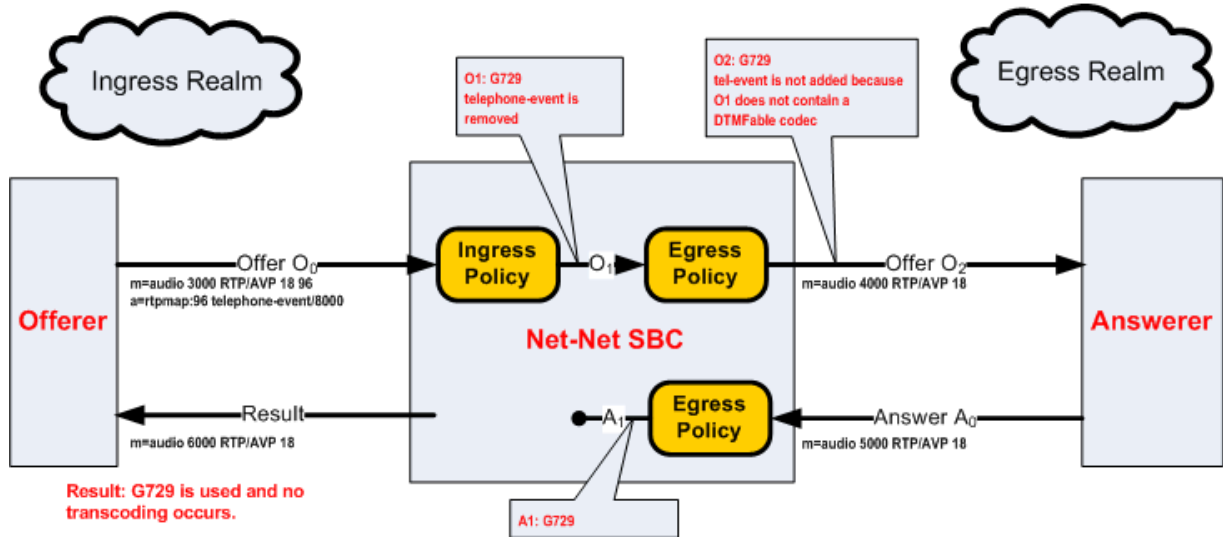 Ingress Realm
O1: G729
telephone-event is
removed
O2: G729
tel-event is not added because
O1 does not contain a
DTMFable codec
Egress Realm
Offerer
Offer O0
m=audio 3000 RTP/AVP 18 96
a=rtpmap:96 telephone-event/8000
Ingress
Policy
O1
Egress
Policy
Offer O2
m=audio 4000 RTP/AVP 18
Answerer
Net-Net SBC
Result
m=audio 6000 RTP/AVP 18
A1
Egress
Policy
Answer A0
m=audio 5000 RTP/AVP 18
Result: G729 is used and no
transcoding occurs.
A1: G729